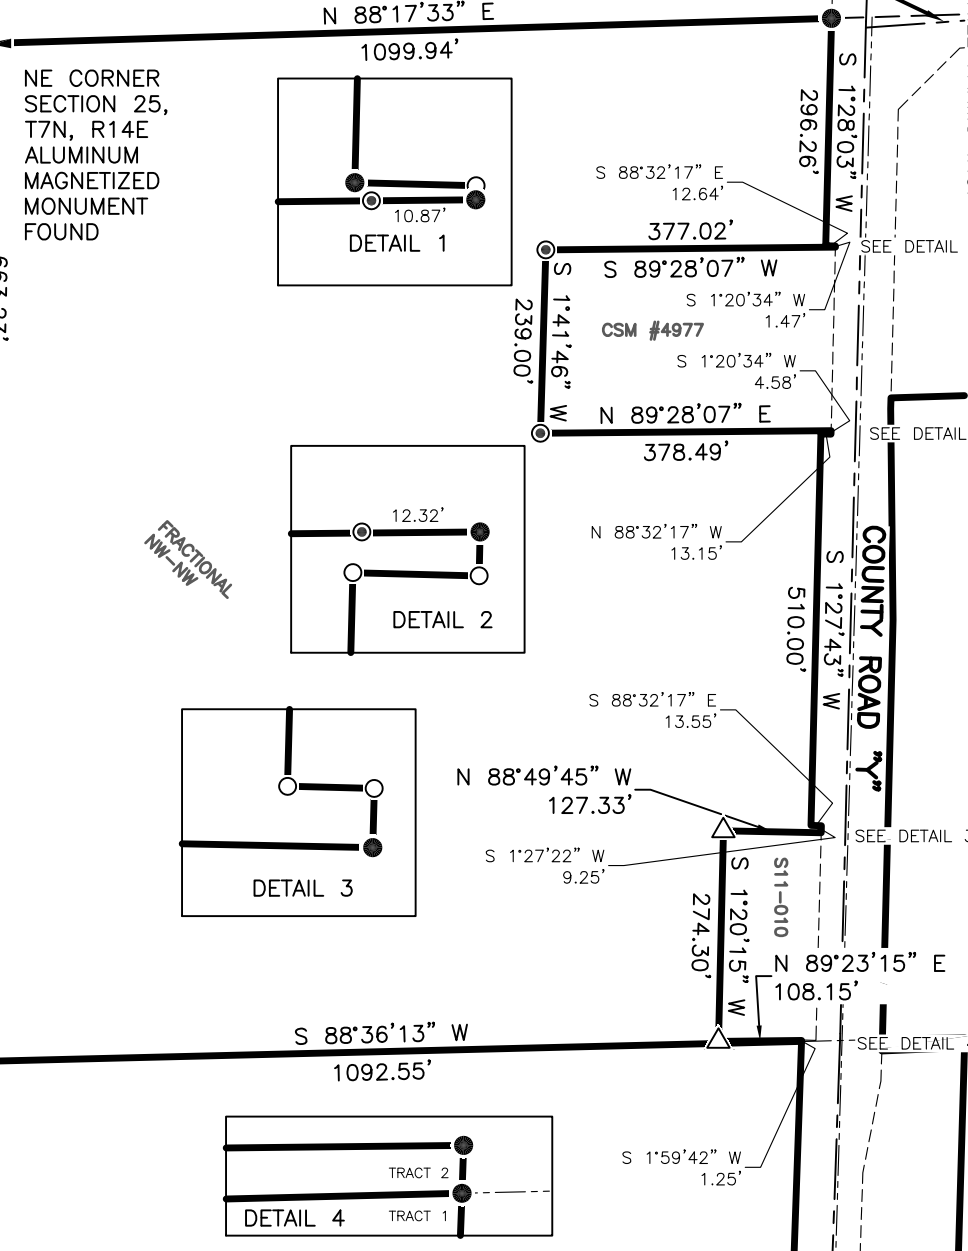 N 88°17'33" E
1099.94'
NE CORNER
SECTION 25,
T7N, R14E
ALUMINUM
MAGNETIZED
MONUMENT
FOUND
S 1°28'03" W
296.26'
S 88°32'17" E
12.64'
10.87'
DETAIL 1
377.02'
S 89°28'07" W
SEE DETAIL
S 1°20'34" W
1.47'
S 1°41'46" W
239.00'
CSM #4977
S 1°20'34" W
4.58'
N 89°28'07" E
378.49'
SEE DETAIL
12.32'
DETAIL 2
N 88°32'17" W
13.15'
FRACTIONAL
NW-NW
S 1°27'43" W
510.00'
COUNTY ROAD "Y"
S 88°32'17" E
13.55'
N 88°49'45" W
127.33'
SEE DETAIL 3
S 1°27'22" W
9.25'
DETAIL 3
S 1°20'15" W
274.30'
S11-010
N 89°23'15" E
108.15'
S 88°36'13" W
1092.55'
SEE DETAIL
S 1°59'42" W
1.25'
TRACT 2
DETAIL 4
TRACT 1